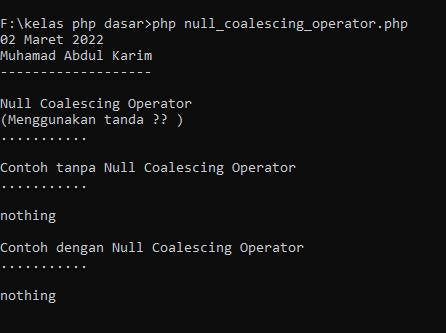 F:\kelas php dasar>php null_coalescing_operator.php
02 Maret 2022
Muhamad Abdul Karim
-------------------
Null Coalescing Operator
(Menggunakan tanda ?? )
...........
Contoh tanpa Null Coalescing Operator
...........
nothing
Contoh dengan Null Coalescing Operator
...........
nothing